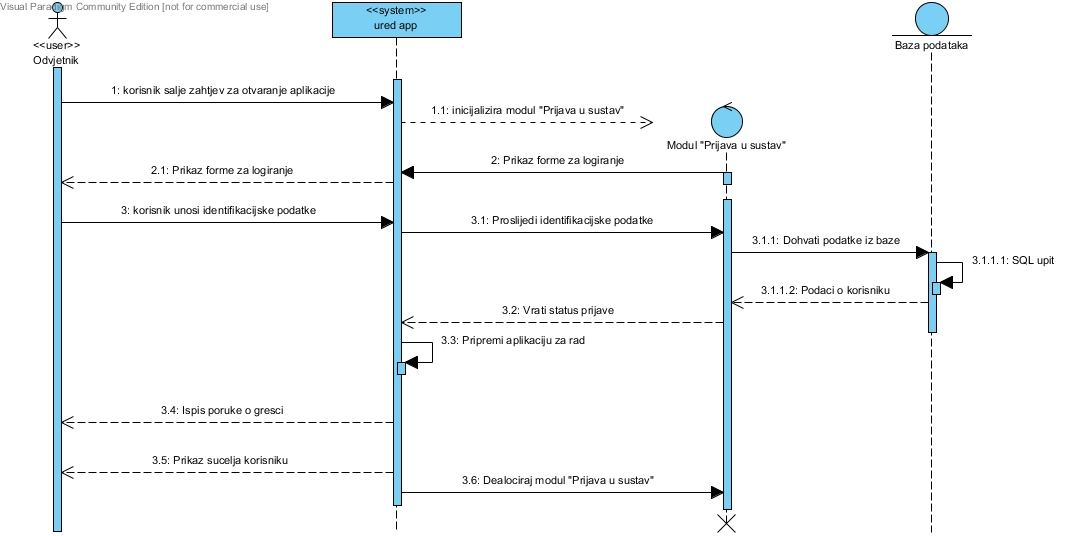 Visual Paradigm Community Edition [not for commercial use]
<<system>>
ured app
<<user>>
Odvjetnik
Baza podataka
1: korisnik salje zahtjev za otvaranje aplikacije
1.1: inicijalizira modul "Prijava u sustav"
Modul "Prijava u sustav"
2: Prikaz forme za logiranje
2.1: Prikaz forme za logiranje
3: korisnik unosi identifikacijske podatke
3.1: Proslijedi identifikacijske podatke
3.1.1: Dohvati podatke iz baze
3.1.1.1: SQL upit
3.1.1.2: Podaci o korisniku
3.2: Vrati status prijave
3.3: Pripremi aplikaciju za rad
3.4: Ispis poruke o gresci
3.5: Prikaz sucelja korisniku
3.6: Dealociraj modul "Prijava u sustav"